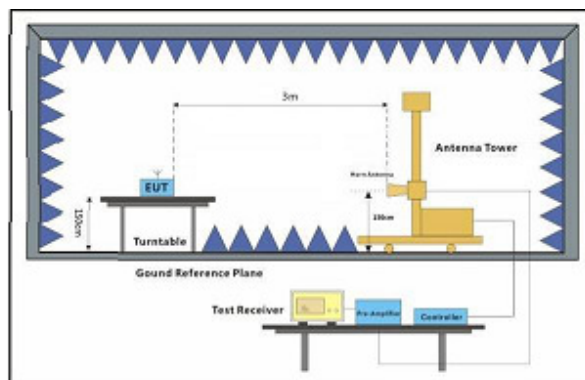 3m
Antenna Tower
Horn Antenna
EUT
150cm
150cm
Turntable
Gound Reference Plane
Test Receiver
Pre-Amplifier
Controller